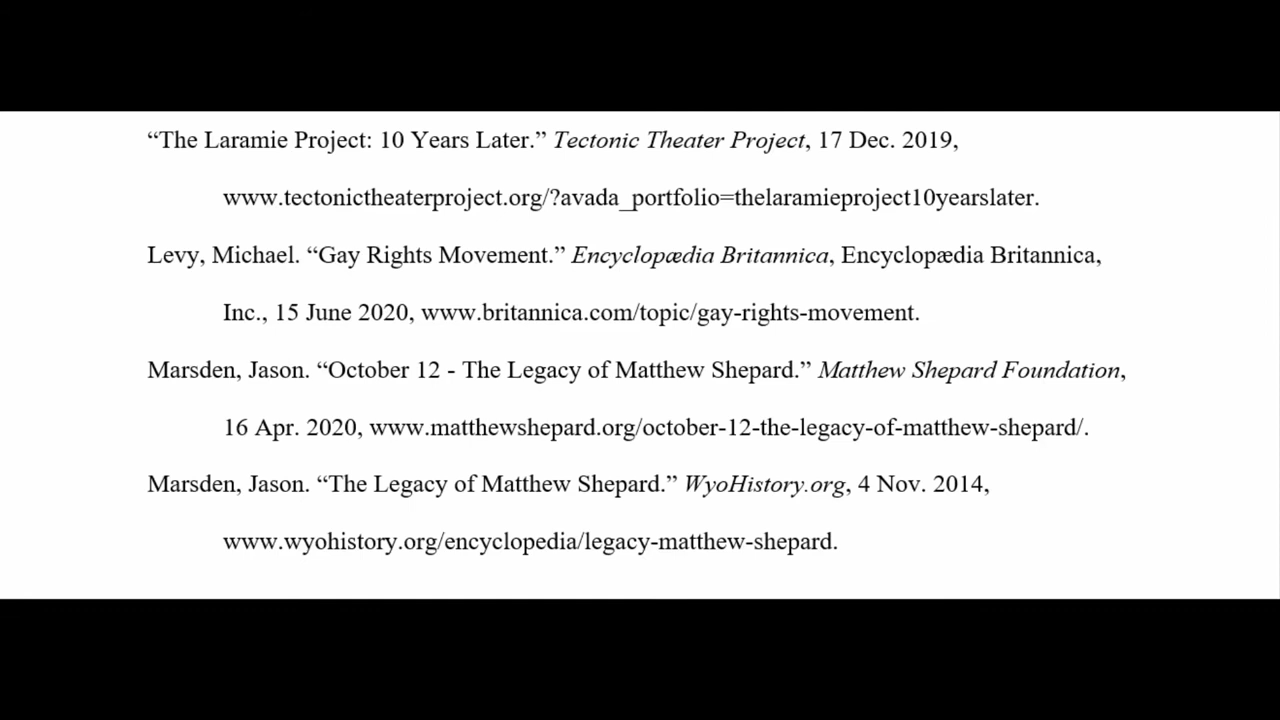 “The Laramie Project: 10 Years Later.” Tectonic Theater Project, 17 Dec. 2019,
www.tectonictheaterproject.org/?avada_portfolio=thelaramieproject10yearslater.
Levy, Michael. “Gay Rights Movement.” Encyclopædia Britannica, Encyclopædia Britannica,
Inc., 15 June 2020, www.britannica.com/topic/gay-rights-movement.
Marsden, Jason. “October 12 - The Legacy of Matthew Shepard.” Matthew Shepard Foundation,
16 Apr. 2020, www.matthewshepard.org/october-12-the-legacy-of-matthew-shepard/.
Marsden, Jason. “The Legacy of Matthew Shepard.” WyoHistory.org, 4 Nov. 2014,
www.wyohistory.org/encyclopedia/legacy-matthew-shepard.